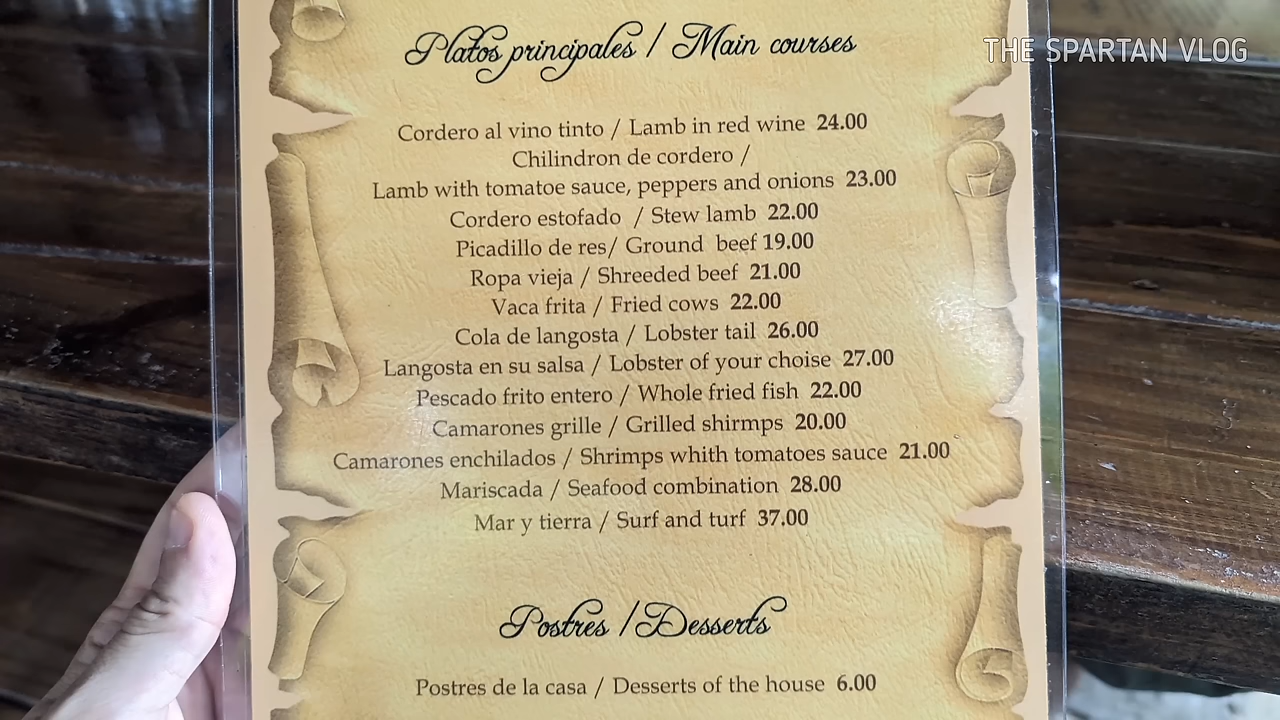 THE SPARTAN VLOG
Platos principales / Main courses
Cordero al vino tinto / Lamb in red wine 24.00
Chilindron de cordero /
Lamb with tomatoe sauce, peppers and onions 23.00
Cordero estofado / Stew lamb 22.00
Picadillo de res/ Ground beef 19.00
Ropa vieja / Shreeded beef 21.00
Vaca frita / Fried cows 22.00
Cola de langosta / Lobster tail 26.00
Langosta en su salsa / Lobster of your choise 27.00
Pescado frito entero / Whole fried fish 22.00
Camarones grille / Grilled shirmps 20.00
Camarones enchilados / Shrimps whith tomatoes sauce 21.00
Mariscada / Seafood combination 28.00
Mar y tierra / Surf and turf 37.00
Postres / Desserts
Postres de la casa / Desserts of the house 6.00